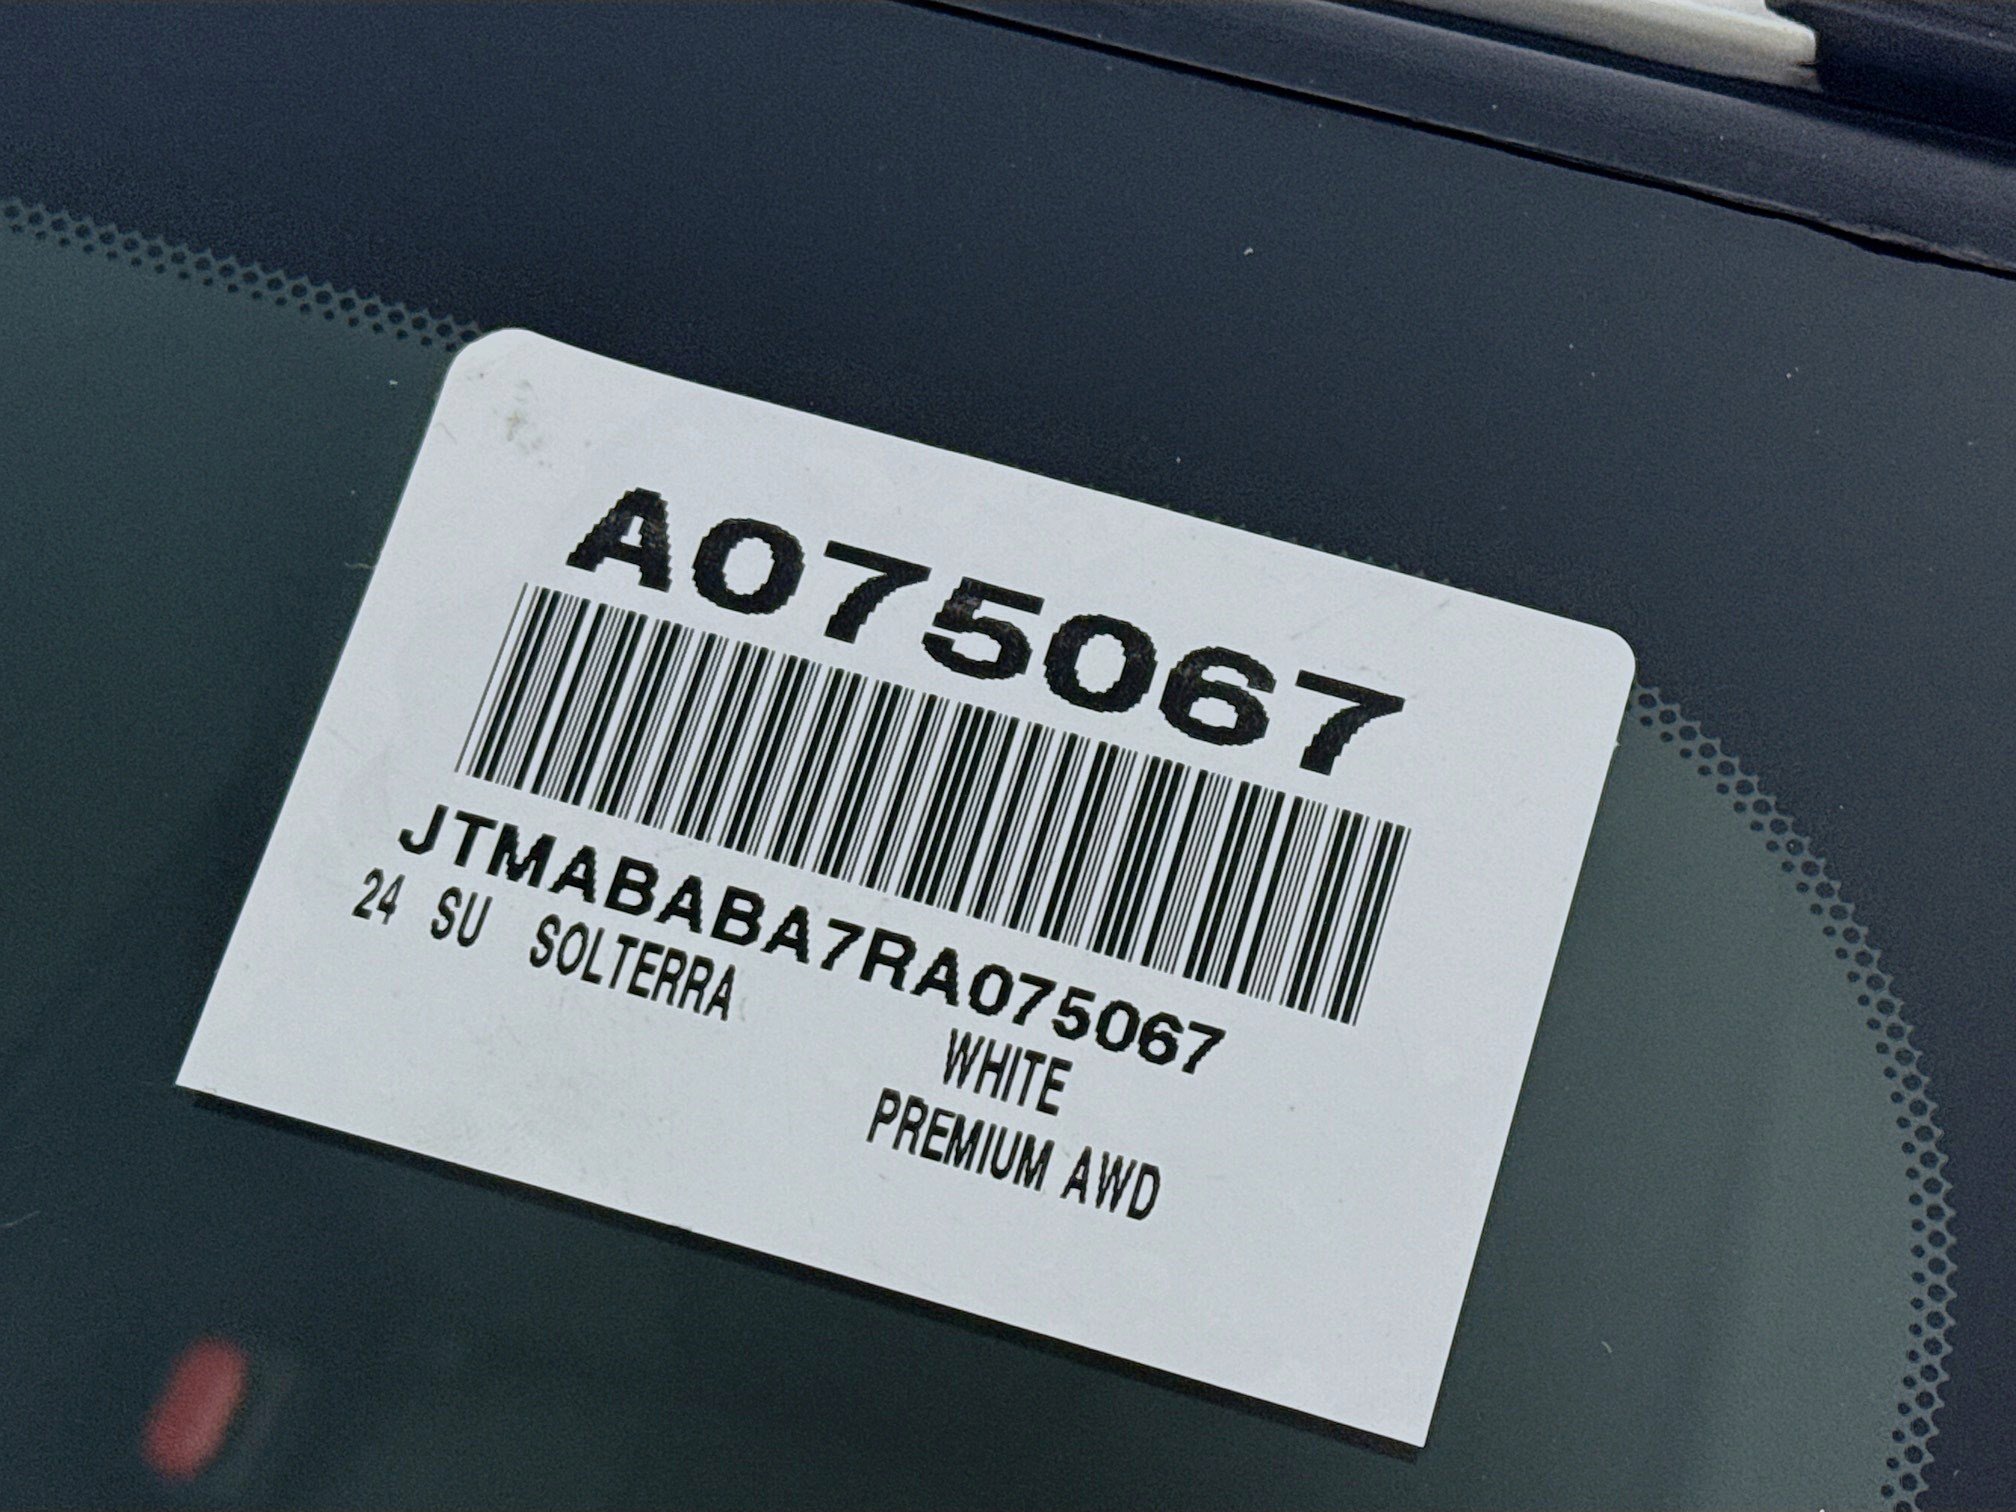 A075067
JTMABABA7RA075067
24 SU SOLTERRA
WHITE
PREMIUM AWD